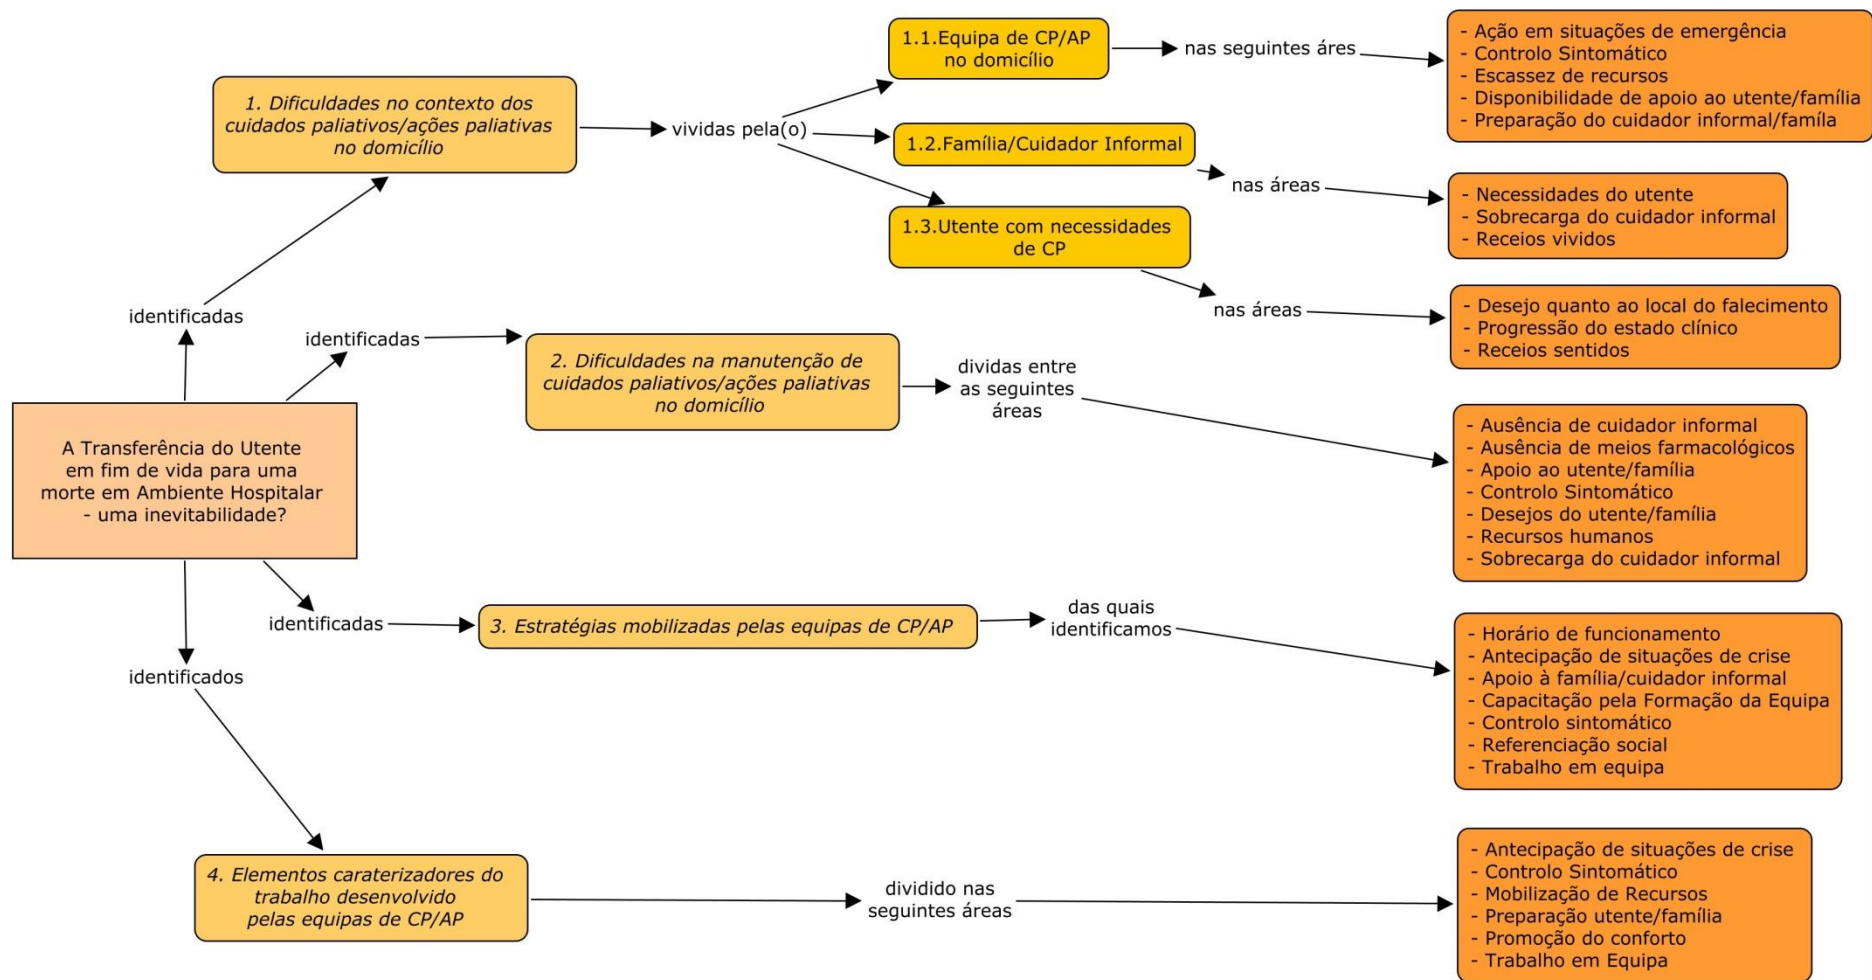 A Transferência do Utente
em fim de vida para uma
morte em Ambiente Hospitalar
- uma inevitabilidade?
identificadas
1. Dificuldades no contexto dos
cuidados paliativos/ações paliativas
no domicílio
vividas pela(o)
1.1.Equipa de CP/AP
no domicílio
nas seguintes áres
- Ação em situações de emergência
- Controlo Sintomático
- Escassez de recursos
- Disponibilidade de apoio ao utente/família
- Preparação do cuidador informal/famíla
1.2.Família/Cuidador Informal
nas áreas
- Necessidades do utente
- Sobrecarga do cuidador informal
- Receios vividos
1.3.Utente com necessidades
de CP
nas áreas
- Desejo quanto ao local do falecimento
- Progressão do estado clínico
- Receios sentidos
identificadas
2. Dificuldades na manutenção de
cuidados paliativos/ações paliativas
no domicílio
dividas entre
as seguintes
áreas
- Ausência de cuidador informal
- Ausência de meios farmacológicos
- Apoio ao utente/família
- Controlo Sintomático
- Desejos do utente/família
- Recursos humanos
- Sobrecarga do cuidador informal
identificadas
3. Estratégias mobilizadas pelas equipas de CP/AP
das quais
identificamos
- Horário de funcionamento
- Antecipação de situações de crise
- Apoio à família/cuidador informal
- Capacitação pela Formação da Equipa
- Controlo sintomático
- Referenciação social
- Trabalho em equipa
identificados
4. Elementos caraterizadores do
trabalho desenvolvido
pelas equipas de CP/AP
dividido nas
seguintes áreas
- Antecipação de situações de crise
- Controlo Sintomático
- Mobilização de Recursos
- Preparação utente/família
- Promoção do conforto
- Trabalho em Equipa